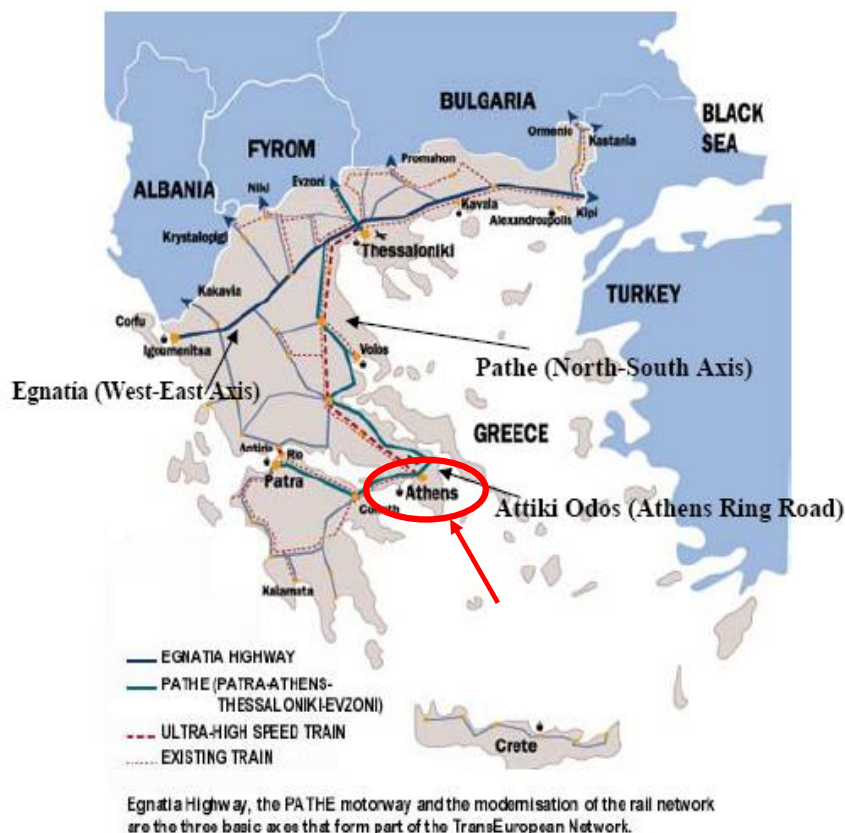 BULGARIA
BLACK
SEA
Ormenio
Kastania
FYROM
Promahon
Evzoni
ALBANIA
Niki
Kavala
Kipi
Alexandroupolis
Krystalopigi
Thessaloniki
Kakavia
TURKEY
Corfu
Igoumenitsa
Volos
Pathe (North-South Axis)
Egnatia (West-East Axis)
GREECE
Antirio
Rio
Patra
Athens
Attiki Odos (Athens Ring Road)
Corinth
Kalamata
EGNATIA HIGHWAY
PATHE (PATRA-ATHENS-
THESSALONIKI-EVZONI)
ULTRA-HIGH SPEED TRAIN
EXISTING TRAIN
Crete
Egnatia Highway, the PATHE motorway and the modernisation of the rail network
are the three basic axes that form part of the TransEuropean Network.